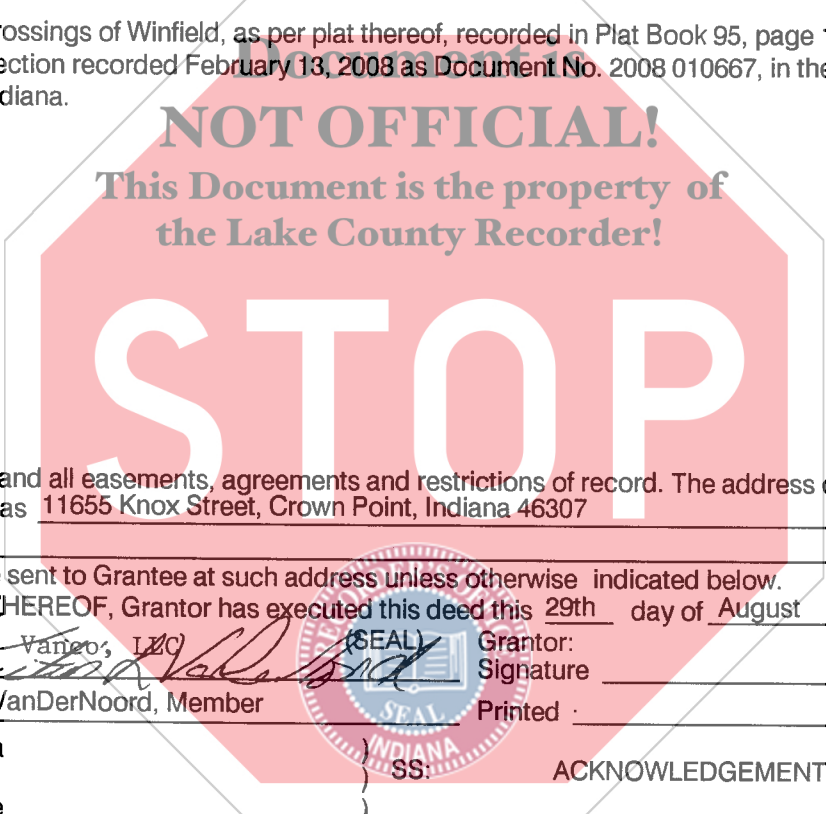 rossings of Winfield, as per plat thereof, recorded in Plat Book 95, page
Document is
ection recorded February 13, 2008 as Document No. 2008 010667, in the
diana.
NOT OFFICIAL!
This Document is the property of
the Lake County Recorder!
STOP
and all easements, agreements and restrictions of record. The address
as 11655 Knox Street, Crown Point, Indiana 46307
sent to Grantee at such address unless otherwise indicated below.
HEREOF, Grantor has executed this deed this 29th day of August
Vanco, LLC (SEAL) Grantor:
Signature
VanDerNoord, Member Printed
RECORDER'S OFFICE
SEAL
INDIANA
) SS: ACKNOWLEDGEMENT
)